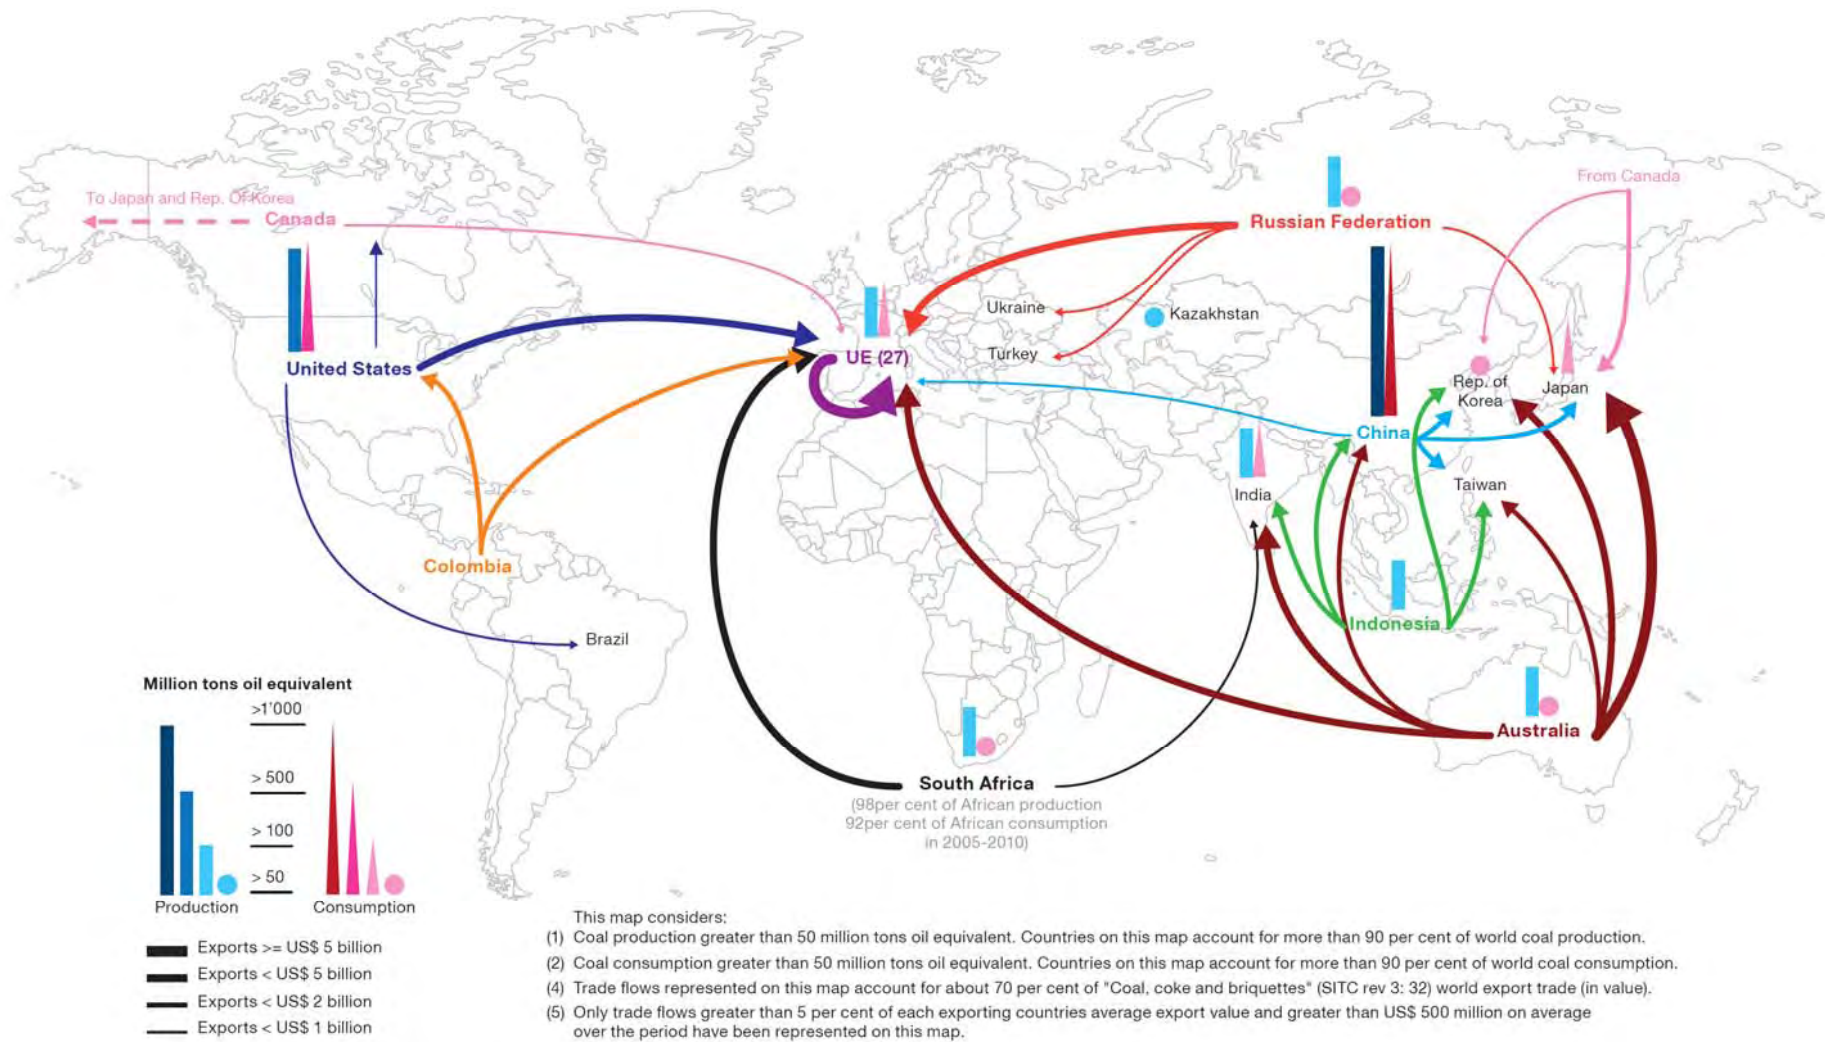 To Japan and Rep. Of Korea
Canada
From Canada
Russian Federation
Ukraine
Kazakhstan
Turkey
UE (27)
United States
Rep. of
Korea
Japan
China
India
Taiwan
Colombia
Indonesia
Brazil
Australia
South Africa
(98per cent of African production
92per cent of African consumption
in 2005-2010)
Million tons oil equivalent
>1'000
> 500
> 100
> 50
Production
Consumption
Exports >= US$ 5 billion
Exports < US$ 5 billion
Exports < US$ 2 billion
Exports < US$ 1 billion
This map considers:
(1) Coal production greater than 50 million tons oil equivalent. Countries on this map account for more than 90 per cent of world coal production.
(2) Coal consumption greater than 50 million tons oil equivalent. Countries on this map account for more than 90 per cent of world coal consumption.
(4) Trade flows represented on this map account for about 70 per cent of "Coal, coke and briquettes" (SITC rev 3: 32) world export trade (in value).
(5) Only trade flows greater than 5 per cent of each exporting countries average export value and greater than US$ 500 million on average
over the period have been represented on this map.